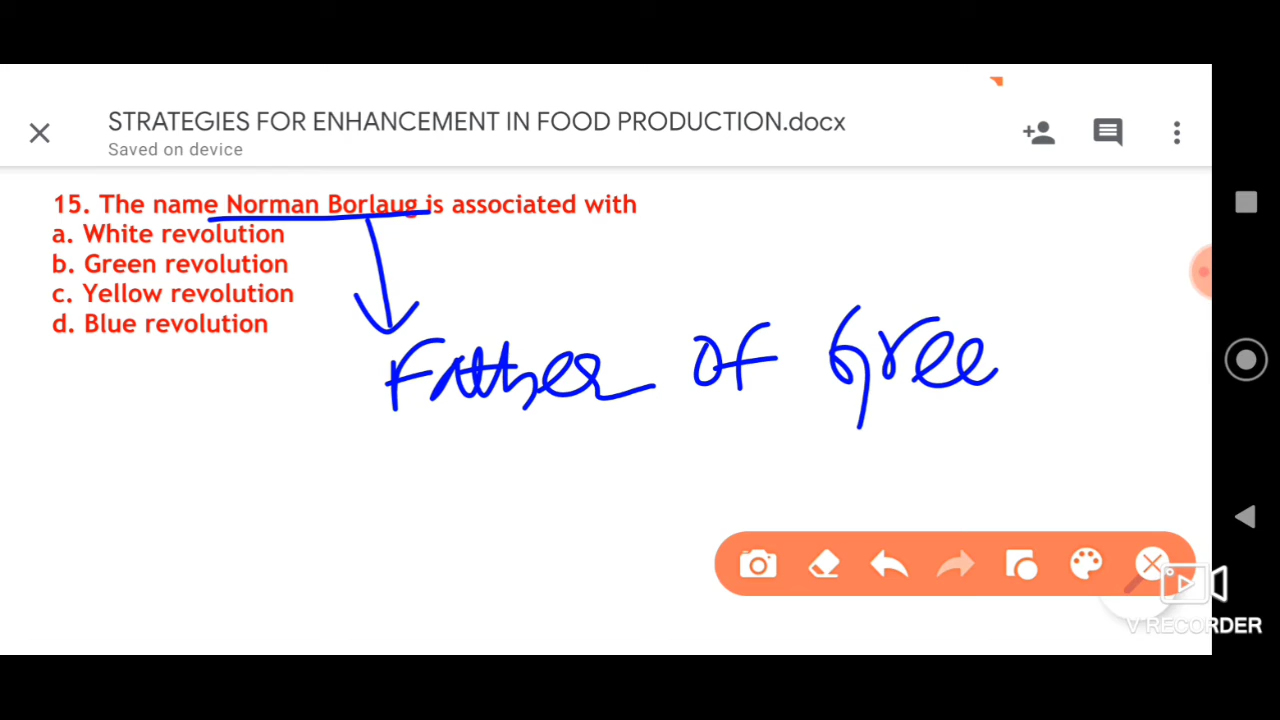 STRATEGIES FOR ENHANCEMENT IN FOOD PRODUCTION.docx
Saved on device
15. The name Norman Borlaug is associated with
a. White revolution
b. Green revolution
c. Yellow revolution
d. Blue revolution
Father of Gree
V RECORDER